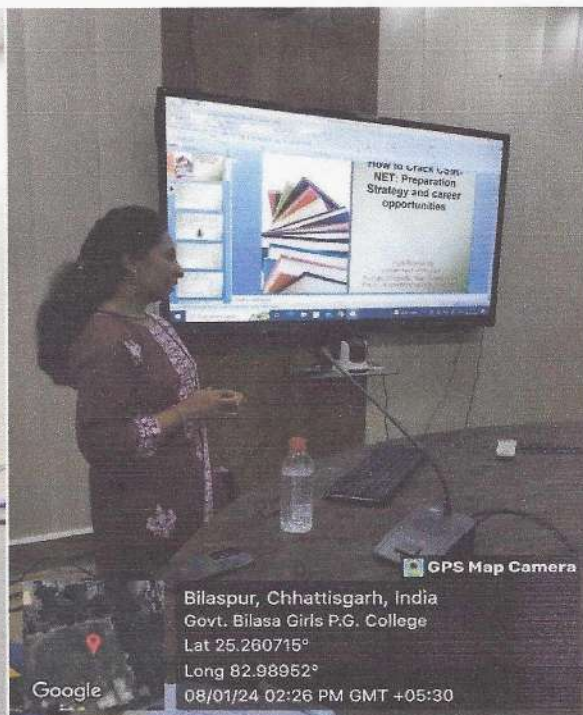 How to Crack CSIR-
NET: Preparation
Strategy and career
opportunities
GPS Map Camera
Bilaspur, Chhattisgarh, India
Govt. Bilasa Girls P.G. College
Lat 25.260715°
Long 82.98952°
08/01/24 02:26 PM GMT +05:30
Google